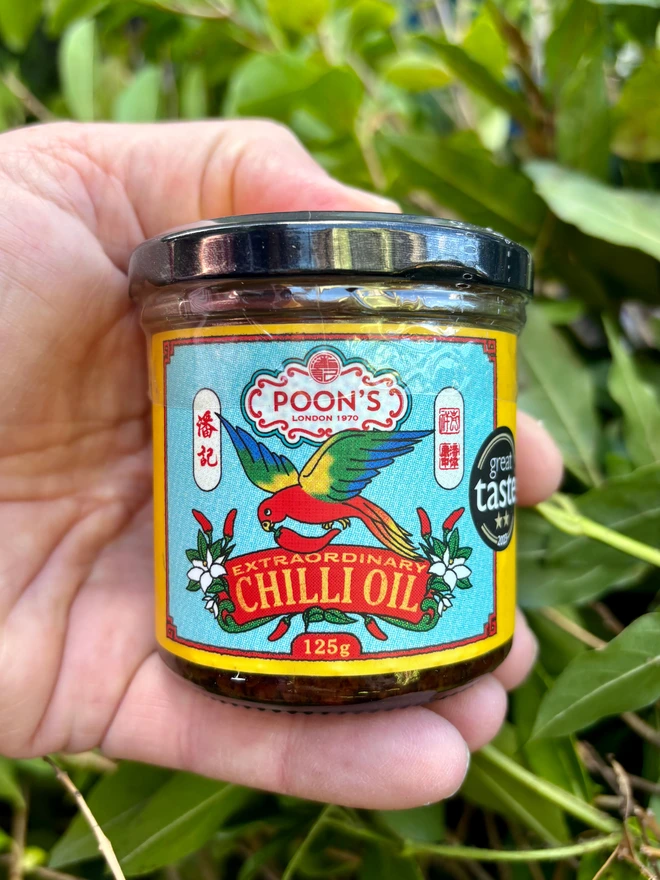 POON'S
LONDON 1970
潘記
EXTRAORDINARY
CHILLI OIL
125g
great
taste